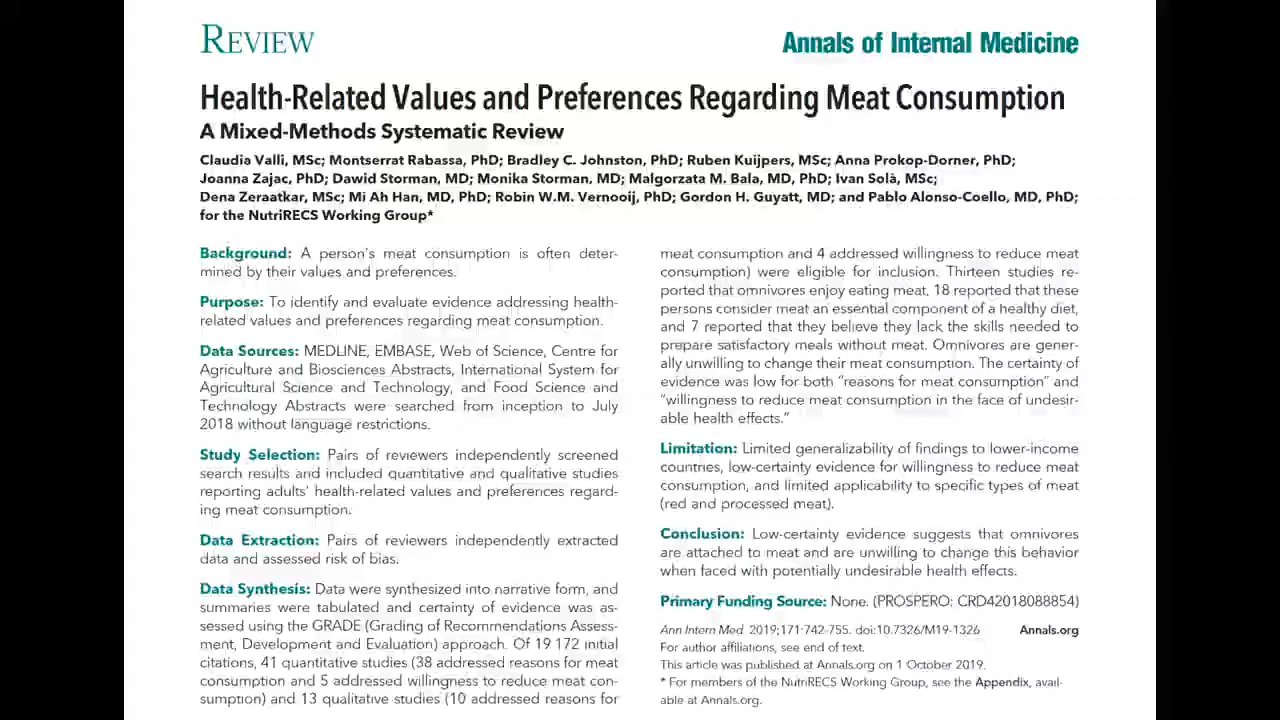 REVIEW
Annals of Internal Medicine
Health-Related Values and Preferences Regarding Meat Consumption
A Mixed-Methods Systematic Review
Claudia Valli, MSc; Montserrat Rabassa, PhD; Bradley C. Johnston, PhD; Ruben Kuijpers, MSc; Anna Prokop-Dorner, PhD;
Joanna Zajac, PhD; Dawid Storman, MD; Monika Storman, MD; Malgorzata M. Bala, MD, PhD; Ivan Solà, MSc;
Dena Zeraatkar, MSc; Mi Ah Han, MD, PhD; Robin W.M. Vernooij, PhD; Gordon H. Guyatt, MD; and Pablo Alonso-Coello, MD, PhD;
for the NutriRECS Working Group*
Background: A person's meat consumption is often deter-
mined by their values and preferences.
Purpose: To identify and evaluate evidence addressing health-
related values and preferences regarding meat consumption.
Data Sources: MEDLINE, EMBASE, Web of Science, Centre for
Agriculture and Biosciences Abstracts, International System for
Agricultural Science and Technology, and Food Science and
Technology Abstracts were searched from inception to July
2018 without language restrictions.
Study Selection: Pairs of reviewers independently screened
search results and included quantitative and qualitative studies
reporting adults' health-related values and preferences regard-
ing meat consumption.
Data Extraction: Pairs of reviewers independently extracted
data and assessed risk of bias.
Data Synthesis: Data were synthesized into narrative form, and
summaries were tabulated and certainty of evidence was as-
sessed using the GRADE (Grading of Recommendations Assess-
ment, Development and Evaluation) approach. Of 19 172 initial
citations, 41 quantitative studies (38 addressed reasons for meat
consumption and 5 addressed willingness to reduce meat con-
sumption) and 13 qualitative studies (10 addressed reasons for
meat consumption and 4 addressed willingness to reduce meat
consumption) were eligible for inclusion. Thirteen studies re-
ported that omnivores enjoy eating meat, 18 reported that these
persons consider meat an essential component of a healthy diet,
and 7 reported that they believe they lack the skills needed to
prepare satisfactory meals without meat. Omnivores are gener-
ally unwilling to change their meat consumption. The certainty of
evidence was low for both "reasons for meat consumption" and
"willingness to reduce meat consumption in the face of undesir-
able health effects."
Limitation: Limited generalizability of findings to lower-income
countries, low-certainty evidence for willingness to reduce meat
consumption, and limited applicability to specific types of meat
(red and processed meat).
Conclusion: Low-certainty evidence suggests that omnivores
are attached to meat and are unwilling to change this behavior
when faced with potentially undesirable health effects.
Primary Funding Source: None. (PROSPERO: CRD42018088854)
Ann Intern Med. 2019;171:742-755. doi:10.7326/M19-1326
Annals.org
For author affiliations, see end of text.
This article was published at Annals.org on 1 October 2019.
* For members of the NutriRECS Working Group, see the Appendix, avail-
able at Annals.org.